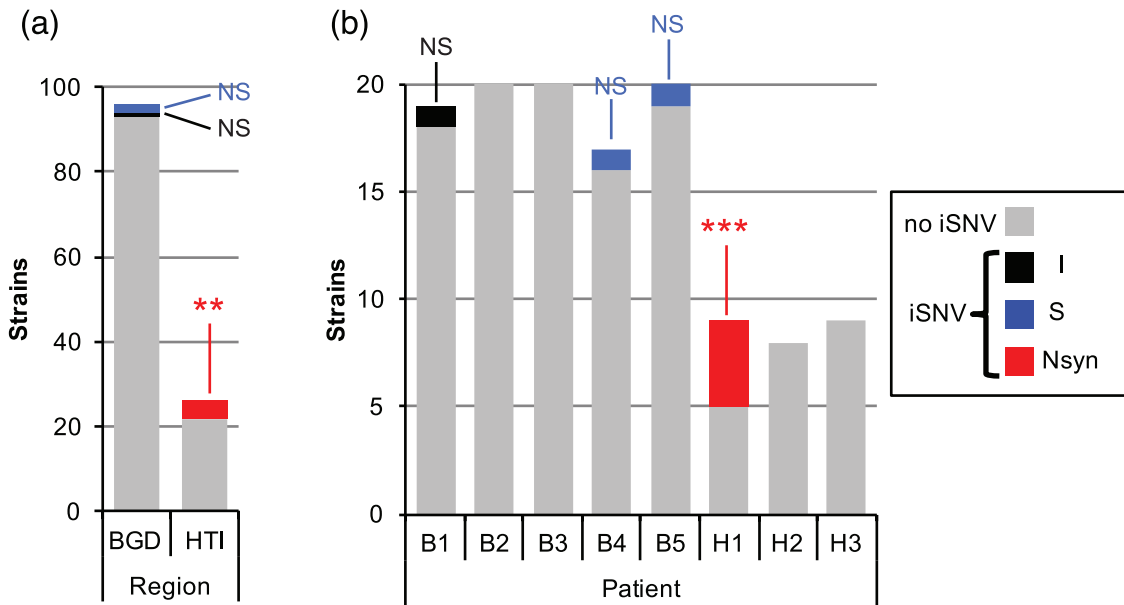 (a)
NS
NS
100
80
60
40
20
0
Strains
**
BGD HTI
Region
(b)
NS
NS
NS
20
15
10
5
0
Strains
***
B1 B2 B3 B4 B5 H1 H2 H3
Patient
no iSNV
iSNV
I
S
Nsyn